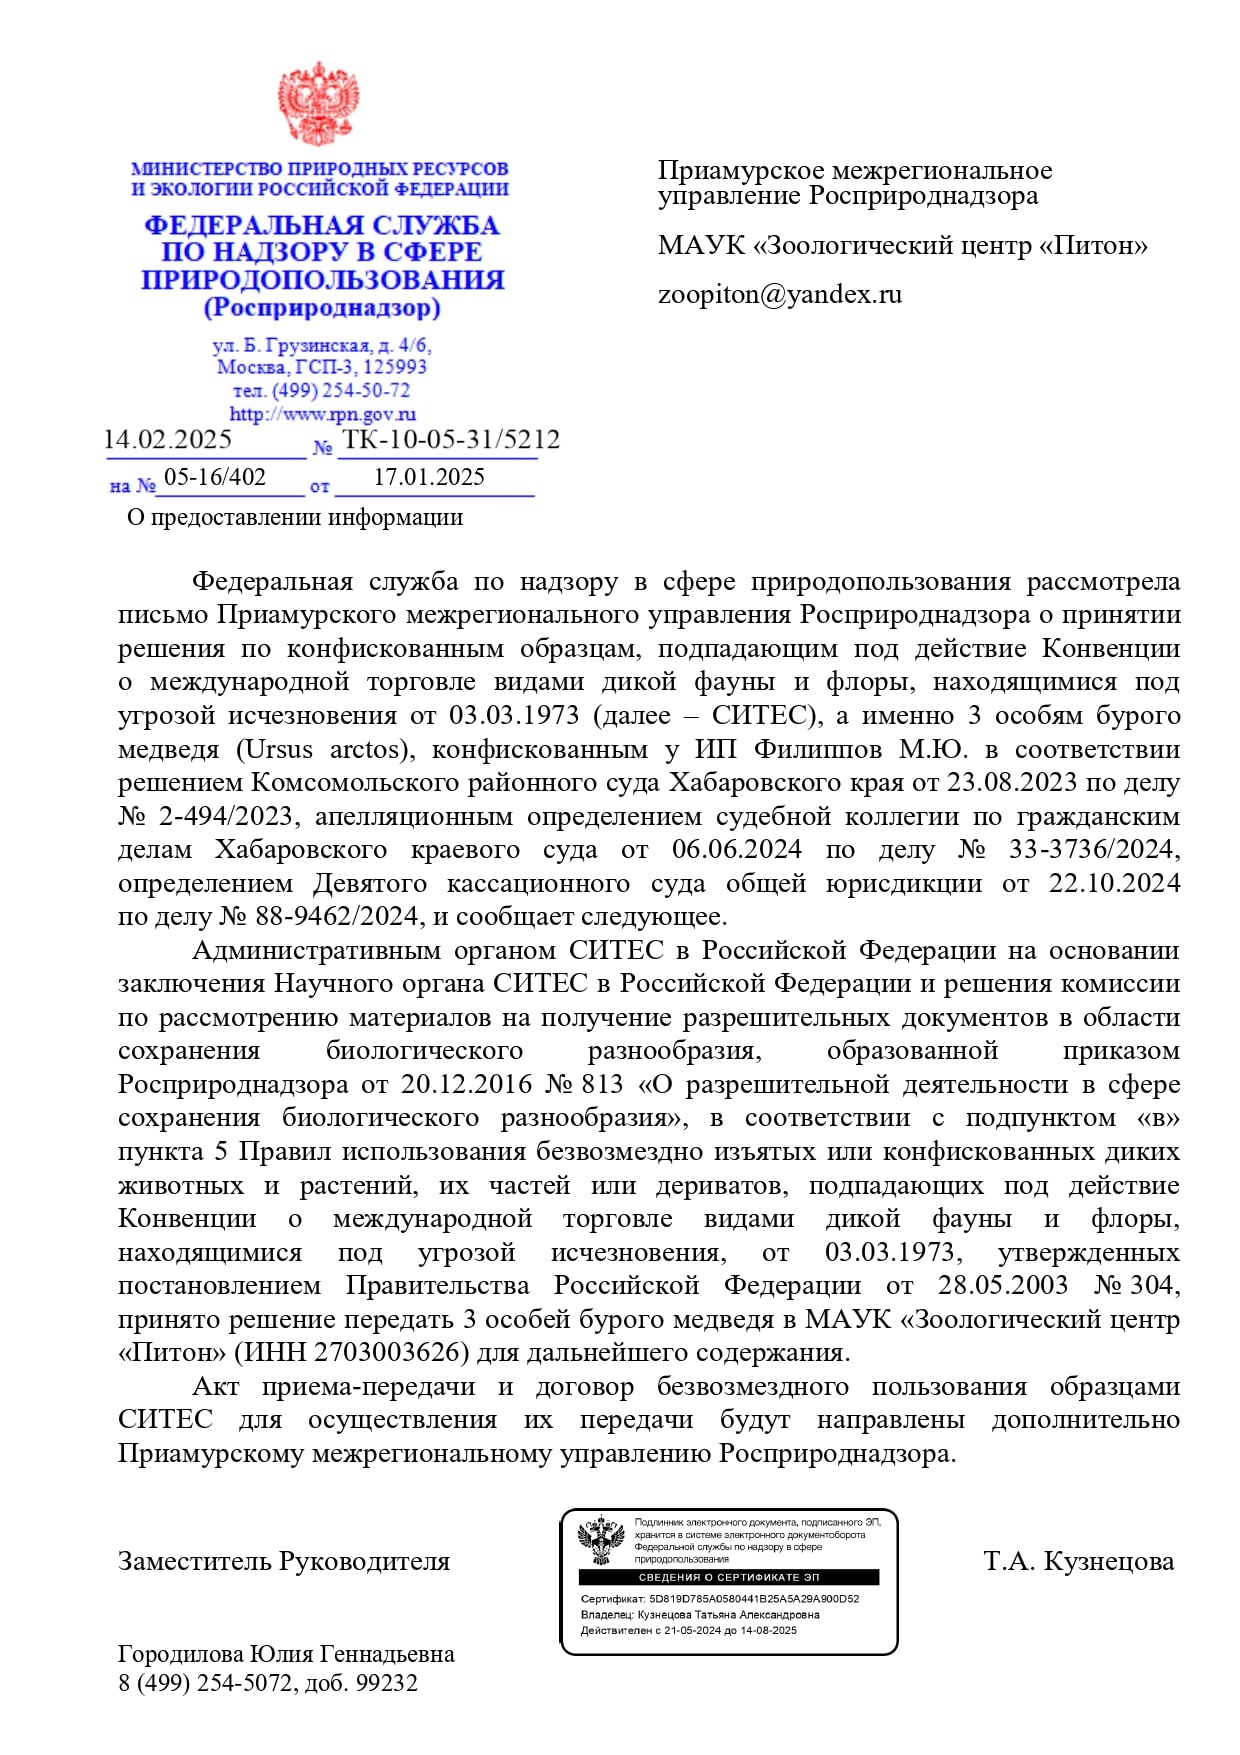 МИНИСТЕРСТВО ПРИРОДНЫХ РЕСУРСОВ
И ЭКОЛОГИИ РОССИЙСКОЙ ФЕДЕРАЦИИ
ФЕДЕРАЛЬНАЯ СЛУЖБА
ПО НАДЗОРУ В СФЕРЕ
ПРИРОДОПОЛЬЗОВАНИЯ
(Росприроднадзор)
ул. Б. Грузинская, д. 4/6,
Москва, ГСП-3, 125993
тел. (499) 254-50-72
http://www.rpn.gov.ru
14.02.2025 № ТК-10-05-31/5212
на № 05-16/402 от 17.01.2025
О предоставлении информации
Приамурское межрегиональное
управление Росприроднадзора
МАУК «Зоологический центр «Питон»
zoopiton@yandex.ru
Федеральная служба по надзору в сфере природопользования рассмотрела
письмо Приамурского межрегионального управления Росприроднадзора о принятии
решения по конфискованным образцам, подпадающим под действие Конвенции
о международной торговле видами дикой фауны и флоры, находящимися под
угрозой исчезновения от 03.03.1973 (далее – СИТЕС), а именно 3 особям бурого
медведя (Ursus arctos), конфискованным у ИП Филиппов М.Ю. в соответствии
решением Комсомольского районного суда Хабаровского края от 23.08.2023 по делу
№ 2-494/2023, апелляционным определением судебной коллегии по гражданским
делам Хабаровского краевого суда от 06.06.2024 по делу № 33-3736/2024,
определением Девятого кассационного суда общей юрисдикции от 22.10.2024
по делу № 88-9462/2024, и сообщает следующее.
Административным органом СИТЕС в Российской Федерации на основании
заключения Научного органа СИТЕС в Российской Федерации и решения комиссии
по рассмотрению материалов на получение разрешительных документов в области
сохранения биологического разнообразия, образованной приказом
Росприроднадзора от 20.12.2016 № 813 «О разрешительной деятельности в сфере
сохранения биологического разнообразия», в соответствии с подпунктом «в»
пункта 5 Правил использования безвозмездно изъятых или конфискованных диких
животных и растений, их частей или дериватов, подпадающих под действие
Конвенции о международной торговле видами дикой фауны и флоры,
находящимися под угрозой исчезновения, от 03.03.1973, утвержденных
постановлением Правительства Российской Федерации от 28.05.2003 № 304,
принято решение передать 3 особей бурого медведя в МАУК «Зоологический центр
«Питон» (ИНН 2703003626) для дальнейшего содержания.
Акт приема-передачи и договор безвозмездного пользования образцами
СИТЕС для осуществления их передачи будут направлены дополнительно
Приамурскому межрегиональному управлению Росприроднадзора.
Заместитель Руководителя
Подлинник электронного документа, подписанного ЭП,
хранится в системе электронного документооборота
Федеральной службы по надзору в сфере
природопользования
СВЕДЕНИЯ О СЕРТИФИКАТЕ ЭП
Сертификат: 5D819D785A0580441B25A5A29A900D52
Владелец: Кузнецова Татьяна Александровна
Действителен с 21-05-2024 до 14-08-2025
Т.А. Кузнецова
Городилова Юлия Геннадьевна
8 (499) 254-5072, доб. 99232